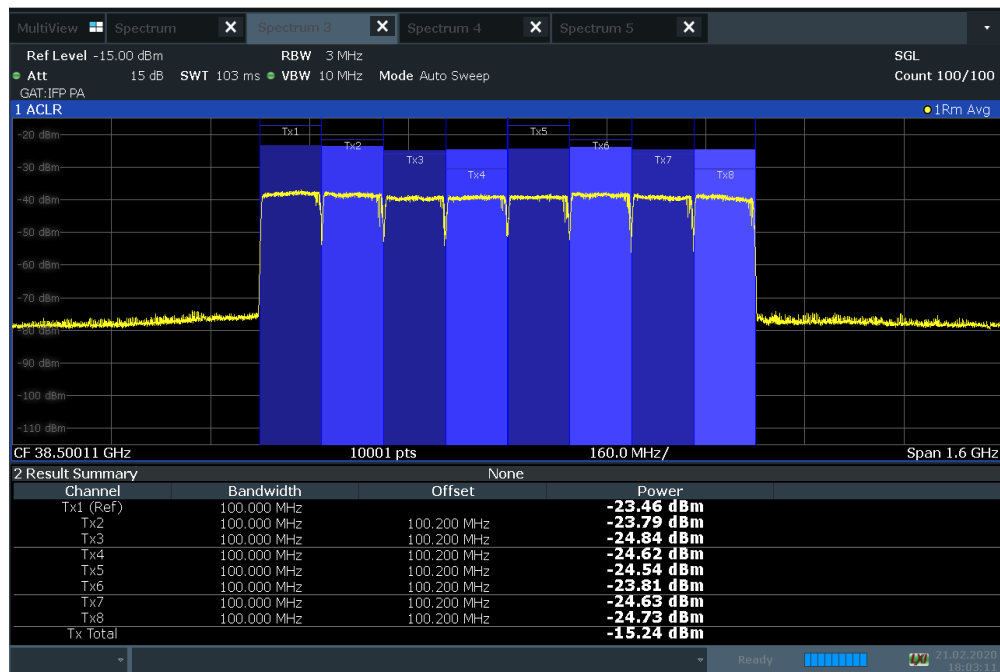 MultiView Spectrum X Spectrum 3 X Spectrum 4 X Spectrum 5 X
Ref Level -15.00 dBm RBW 3 MHz SGL
Att 15 dB SWT 103 ms VBW 10 MHz Mode Auto Sweep Count 100/100
GAT:IFP PA
1 ACLR 1Rm Avg
Tx1 Tx5
-20 dBm
Tx2 Tx6
Tx3 Tx7
-30 dBm
Tx4 Tx8
-40 dBm
-50 dBm
-60 dBm
-70 dBm
-80 dBm
-90 dBm
-100 dBm
-110 dBm
CF 38.50011 GHz 10001 pts 160.0 MHz/ Span 1.6 GHz
2 Result Summary None
Channel Bandwidth Offset Power
Tx1 (Ref) 100.000 MHz -23.46 dBm
Tx2 100.000 MHz 100.200 MHz -23.79 dBm
Tx3 100.000 MHz 100.200 MHz -24.84 dBm
Tx4 100.000 MHz 100.200 MHz -24.62 dBm
Tx5 100.000 MHz 100.200 MHz -24.54 dBm
Tx6 100.000 MHz 100.200 MHz -23.81 dBm
Tx7 100.000 MHz 100.200 MHz -24.63 dBm
Tx8 100.000 MHz 100.200 MHz -24.73 dBm
Tx Total -15.24 dBm
Ready LXI 21.02.2020
18:03:11